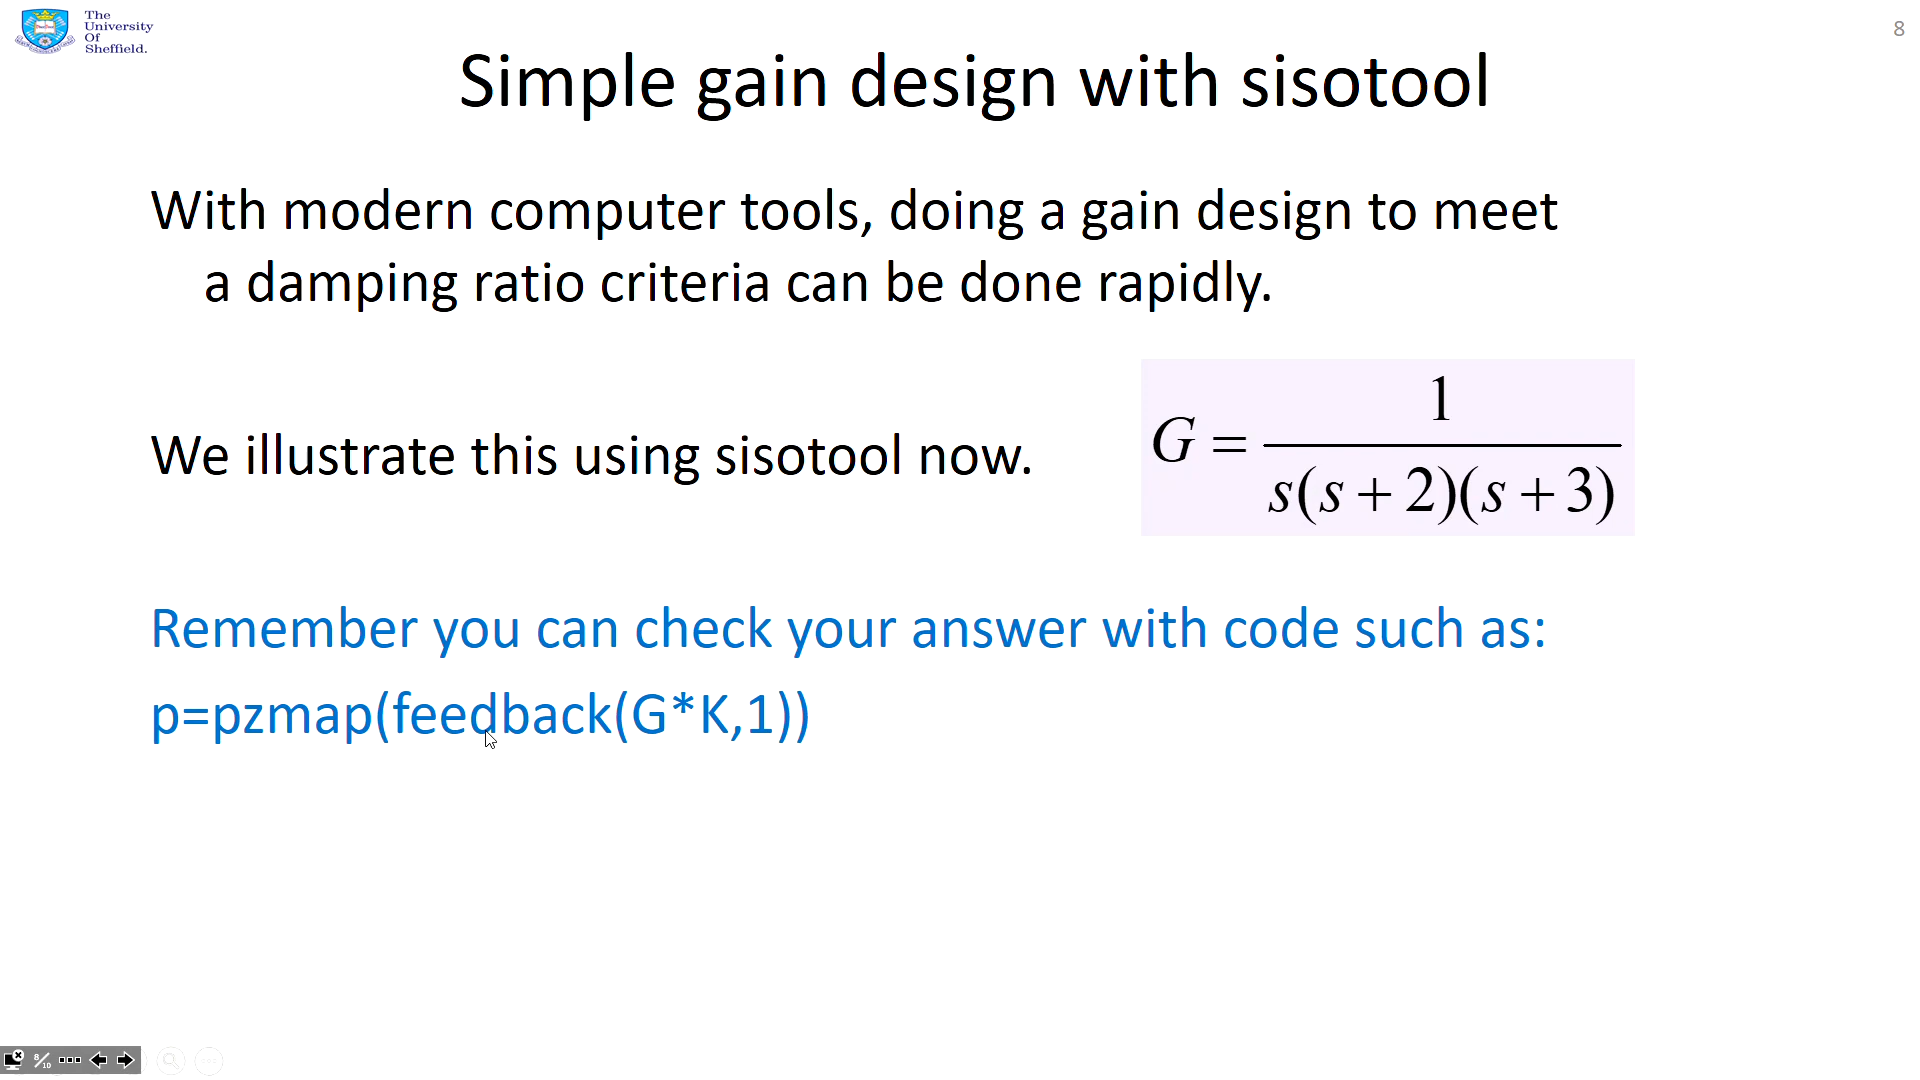 The
University
Of
Sheffield.
8
Simple gain design with sisotool
With modern computer tools, doing a gain design to meet
a damping ratio criteria can be done rapidly.
We illustrate this using sisotool now.
G = 1 / s(s + 2)(s + 3)
Remember you can check your answer with code such as:
p=pzmap(feedback(G*K,1))
8/10